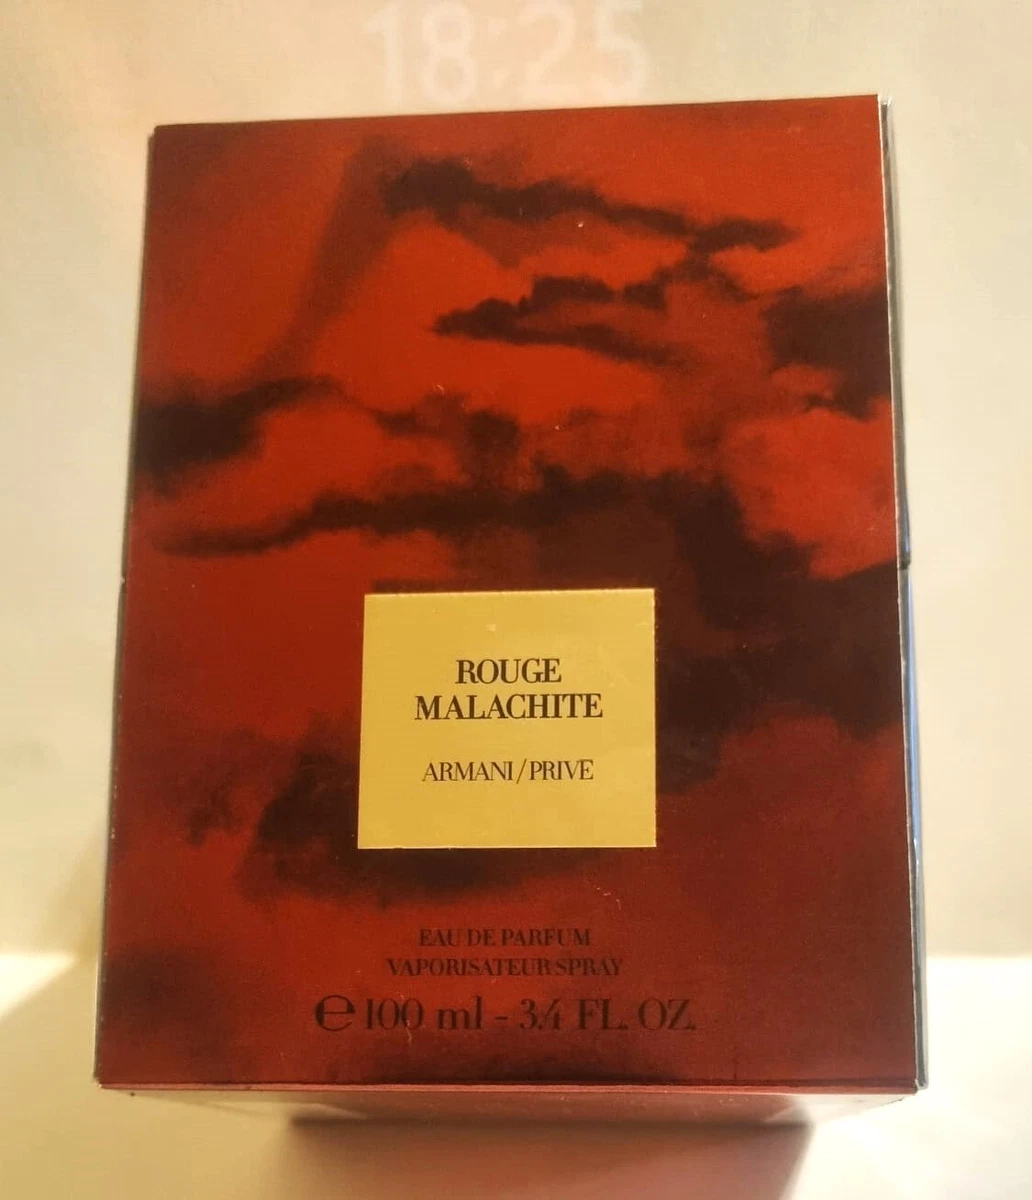 18:25
ROUGE
MALACHITE
ARMANI/PRIVE
EAU DE PARFUM
VAPORISATEUR SPRAY
℮ 100 ml - 3.4 FL. OZ.